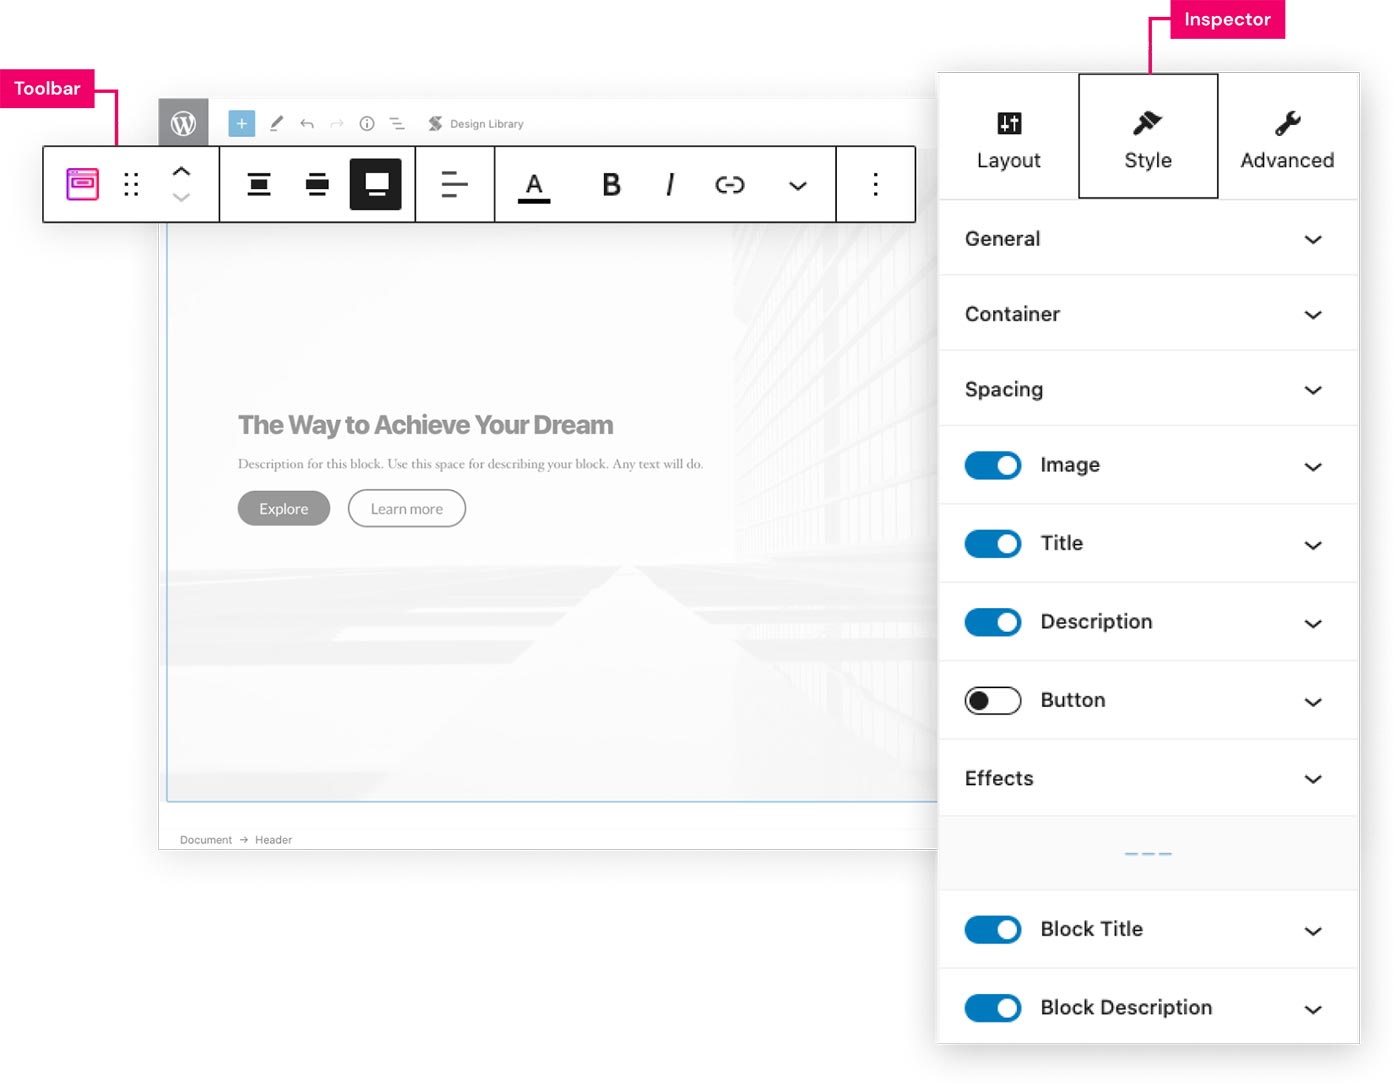 Inspector
Toolbar
Design Library
Layout
Style
Advanced
A B I
General
Container
Spacing
The Way to Achieve Your Dream
Description for this block. Use this space for describing your block. Any text will do.
Explore
Learn more
Image
Title
Description
Button
Effects
Document → Header
Block Title
Block Description